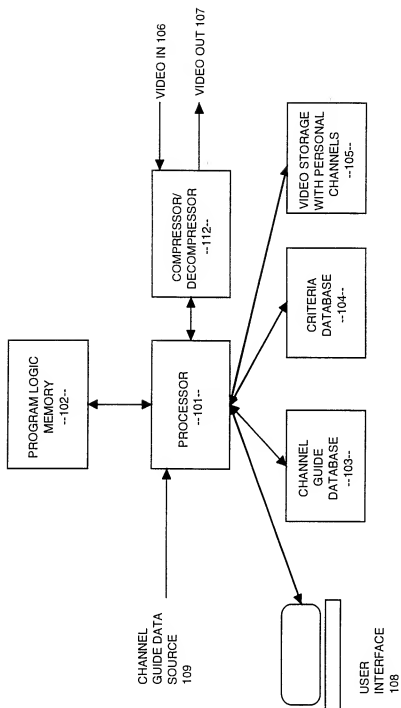 PROGRAM LOGIC
MEMORY
--102--
CHANNEL
GUIDE DATA
SOURCE
109
PROCESSOR
--101--
COMPRESSOR/
DECOMPRESSOR
--112--
VIDEO IN 106
VIDEO OUT 107
USER
INTERFACE
108
CHANNEL
GUIDE
DATABASE
--103--
CRITERIA
DATABASE
--104--
VIDEO STORAGE
WITH PERSONAL
CHANNELS
--105--